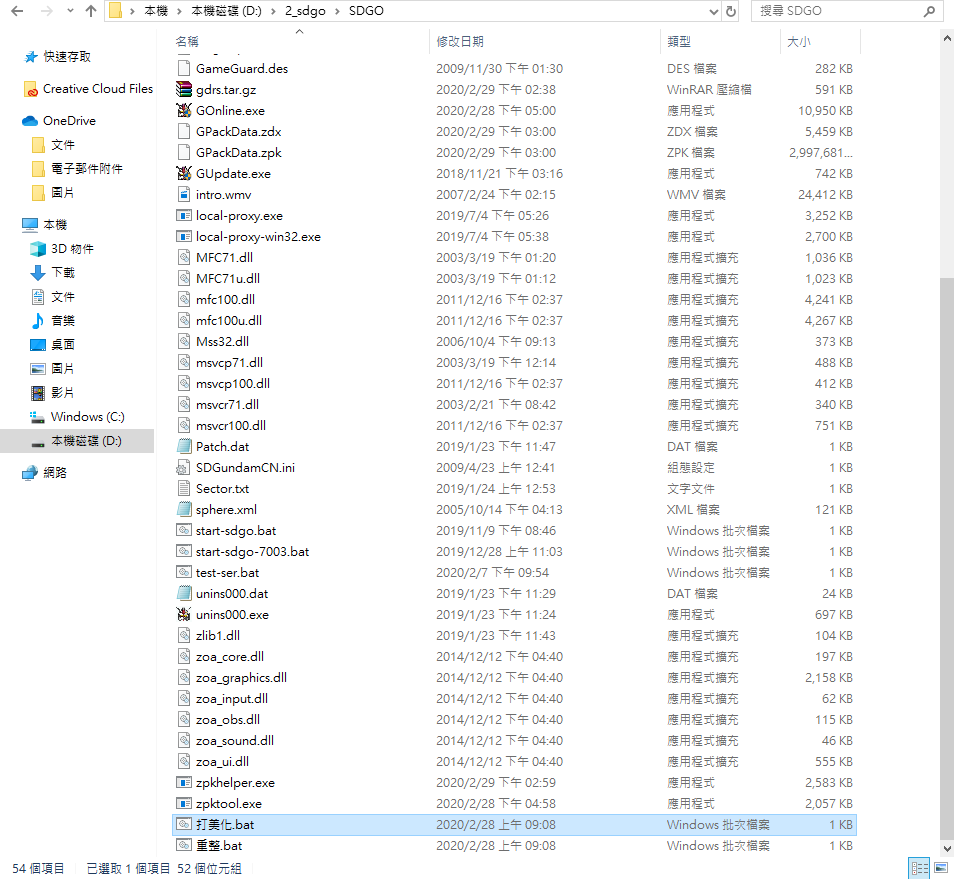 本機 › 本機磁碟 (D:) › 2_sdgo › SDGO 搜尋 SDGO
快速存取
Creative Cloud Files
OneDrive
文件
電子郵件附件
圖片
本機
3D 物件
下載
文件
音樂
桌面
圖片
影片
Windows (C:)
本機磁碟 (D:)
網路
名稱 修改日期 類型 大小
GameGuard.des 2009/11/30 下午 01:30 DES 檔案 282 KB
gdrs.tar.gz 2020/2/29 下午 02:38 WinRAR 壓縮檔 591 KB
GOnline.exe 2020/2/28 下午 05:00 應用程式 10,950 KB
GPackData.zdx 2020/2/29 下午 03:00 ZDX 檔案 5,459 KB
GPackData.zpk 2020/2/29 下午 03:00 ZPK 檔案 2,997,681...
GUpdate.exe 2018/11/21 下午 03:16 應用程式 742 KB
intro.wmv 2007/2/24 下午 02:15 WMV 檔案 24,412 KB
local-proxy.exe 2019/7/4 下午 05:26 應用程式 3,252 KB
local-proxy-win32.exe 2019/7/4 下午 05:38 應用程式 2,700 KB
MFC71.dll 2003/3/19 下午 01:20 應用程式擴充 1,036 KB
MFC71u.dll 2003/3/19 下午 01:12 應用程式擴充 1,023 KB
mfc100.dll 2011/12/16 下午 02:37 應用程式擴充 4,241 KB
mfc100u.dll 2011/12/16 下午 02:37 應用程式擴充 4,267 KB
Mss32.dll 2006/10/4 下午 09:13 應用程式擴充 373 KB
msvcp71.dll 2003/3/19 下午 12:14 應用程式擴充 488 KB
msvcp100.dll 2011/12/16 下午 02:37 應用程式擴充 412 KB
msvcr71.dll 2003/2/21 下午 08:42 應用程式擴充 340 KB
msvcr100.dll 2011/12/16 下午 02:37 應用程式擴充 751 KB
Patch.dat 2019/1/23 下午 11:47 DAT 檔案 1 KB
SDGundamCN.ini 2009/4/23 上午 12:41 組態設定 1 KB
Sector.txt 2019/1/24 上午 12:53 文字文件 1 KB
sphere.xml 2005/10/14 下午 04:13 XML 檔案 121 KB
start-sdgo.bat 2019/11/9 下午 08:46 Windows 批次檔案 1 KB
start-sdgo-7003.bat 2019/12/28 上午 11:03 Windows 批次檔案 1 KB
test-ser.bat 2020/2/7 下午 09:54 Windows 批次檔案 1 KB
unins000.dat 2019/1/23 下午 11:29 DAT 檔案 24 KB
unins000.exe 2019/1/23 下午 11:24 應用程式 697 KB
zlib1.dll 2019/1/23 下午 11:43 應用程式擴充 104 KB
zoa_core.dll 2014/12/12 下午 04:40 應用程式擴充 197 KB
zoa_graphics.dll 2014/12/12 下午 04:40 應用程式擴充 2,158 KB
zoa_input.dll 2014/12/12 下午 04:40 應用程式擴充 62 KB
zoa_obs.dll 2014/12/12 下午 04:40 應用程式擴充 115 KB
zoa_sound.dll 2014/12/12 下午 04:40 應用程式擴充 46 KB
zoa_ui.dll 2014/12/12 下午 04:40 應用程式擴充 555 KB
zpkhelper.exe 2020/2/29 下午 02:59 應用程式 2,583 KB
zpktool.exe 2020/2/28 下午 04:58 應用程式 2,057 KB
打美化.bat 2020/2/28 上午 09:08 Windows 批次檔案 1 KB
重整.bat 2020/2/28 上午 09:08 Windows 批次檔案 1 KB
54 個項目 已選取 1 個項目 52 個位元組